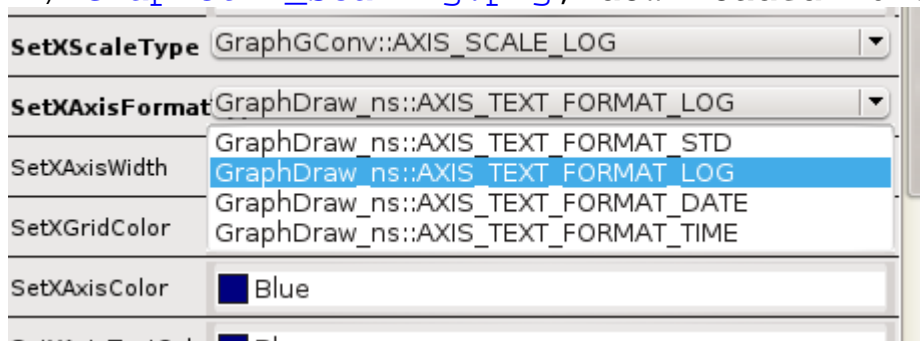 SetXScaleType GraphGConv::AXIS_SCALE_LOG
SetXAxisFormat GraphDraw_ns::AXIS_TEXT_FORMAT_LOG
GraphDraw_ns::AXIS_TEXT_FORMAT_STD
SetXAxisWidth
GraphDraw_ns::AXIS_TEXT_FORMAT_LOG
GraphDraw_ns::AXIS_TEXT_FORMAT_DATE
SetXGridColor
GraphDraw_ns::AXIS_TEXT_FORMAT_TIME
SetXAxisColor Blue